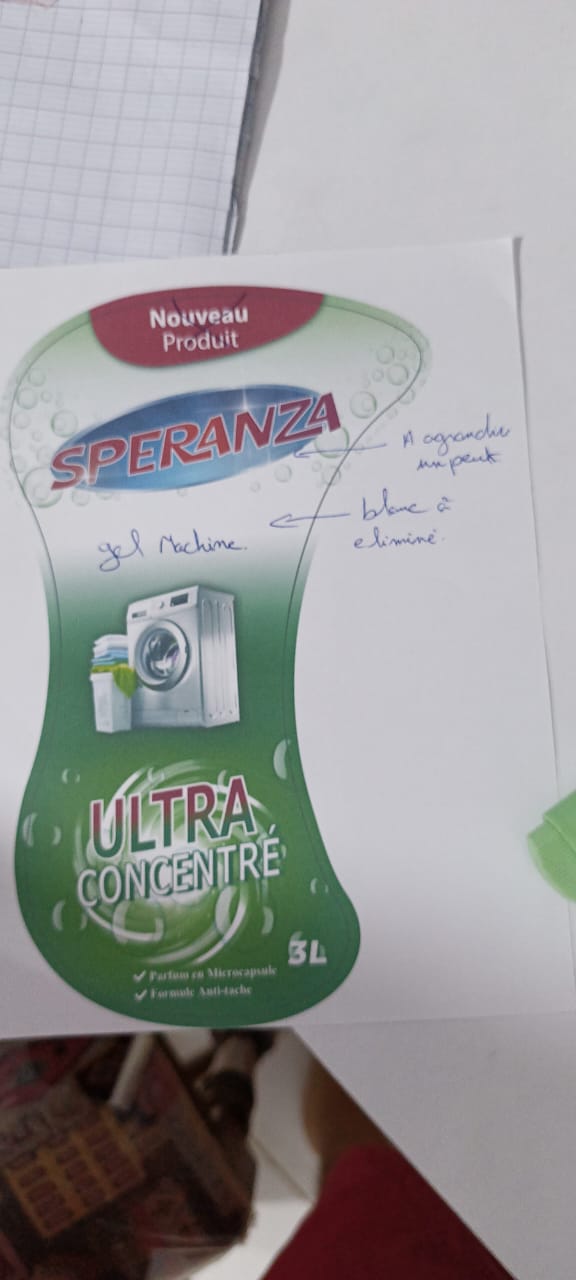 Nouveau
Produit
SPERANZA
A agrandir
un peut
blanc à
eliminé.
gel Machine.
ULTRA
CONCENTRÉ
3L
Parfum en Microcapsule
Formule Anti-tache